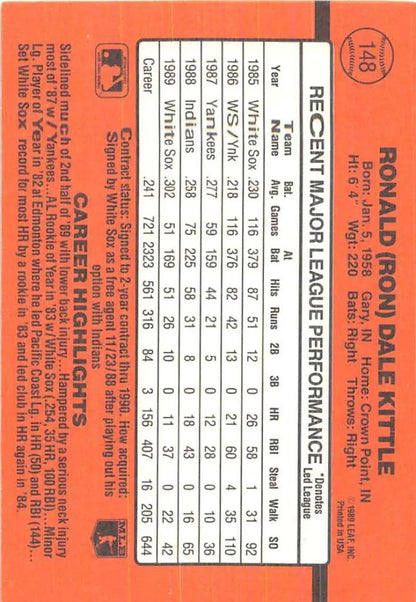 148
RONALD (RON) DALE KITTLE
©1989 LEAF, INC.
Printed in USA
Born: Jan. 5, 1958 Gary, IN Home: Crown Point, IN
Ht: 6' 4" Wgt: 220 Bats: Right Throws: Right
RECENT MAJOR LEAGUE PERFORMANCE
*Denotes
Led League
Team Bat. At
Year Name Avg. Games Bat Hits Runs 2B 3B HR RBI Steal Walk SO
1985 White Sox .230 116 379 87 51 12 0 26 58 1 31 92
1986 WS/Ynk .218 116 376 82 42 13 0 21 60 4 35 110
1987 Yankees .277 59 159 44 21 5 0 12 28 0 10 36
1988 Indians .258 75 225 58 31 8 0 18 43 0 16 65
1989 White Sox .302 51 169 51 26 10 0 11 37 0 22 42
Career .241 721 2323 561 316 84 3 156 407 16 205 644
Contract status: Signed to 2-year contract thru 1990. How acquired:
Signed by White Sox as a free agent 11/23/88 after playing out his
option with Indians
MLB
CAREER HIGHLIGHTS
Sidelined much of 2nd half of '89 with lower back injury... Hampered by a serious neck injury
most of '87 w/Yankees...AL Rookie of Year in '83 w/White Sox (.254, 35 HR, 100 RBI)...Minor
Lg. Player of Year in '82 at Edmonton where he led Pacific Coast Lg. in HR (50) and RBI (144)...
Set White Sox record for most HR by a rookie in '83 and led club in HR again in '84.